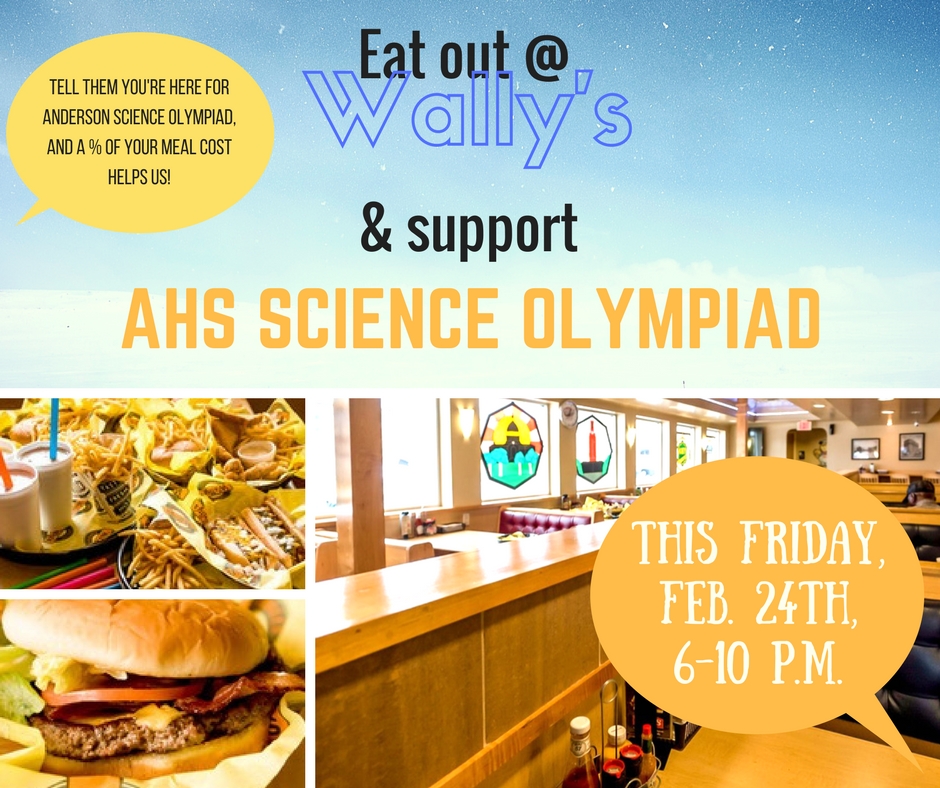 Eat out @
Wally's
TELL THEM YOU'RE HERE FOR
ANDERSON SCIENCE OLYMPIAD,
AND A % OF YOUR MEAL COST
HELPS US!
& support
AHS SCIENCE OLYMPIAD
A
THIS FRIDAY,
FEB. 24TH,
6-10 P.M.